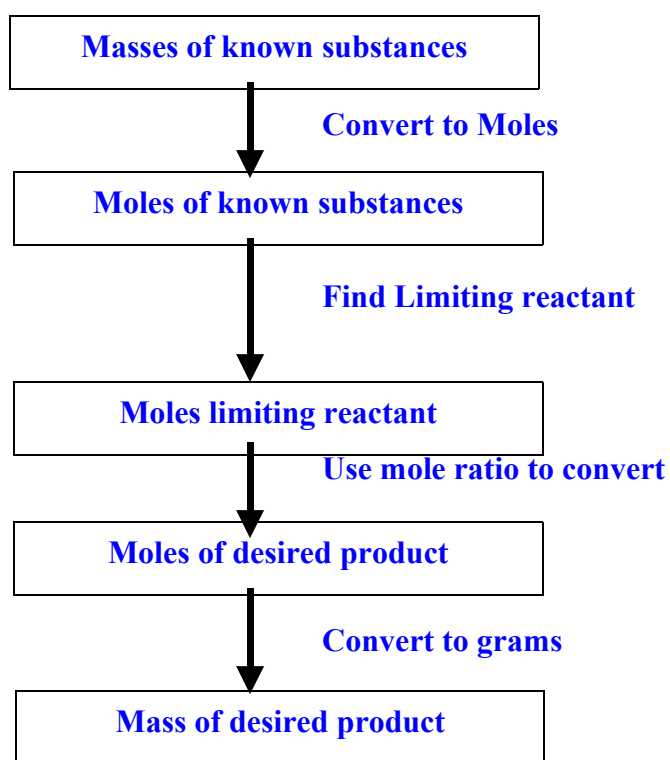 Masses of known substances
Convert to Moles
Moles of known substances
Find Limiting reactant
Moles limiting reactant
Use mole ratio to convert
Moles of desired product
Convert to grams
Mass of desired product